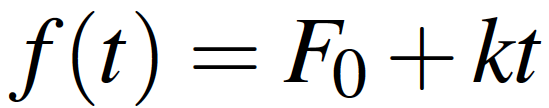 f(t) = F₀ + kt